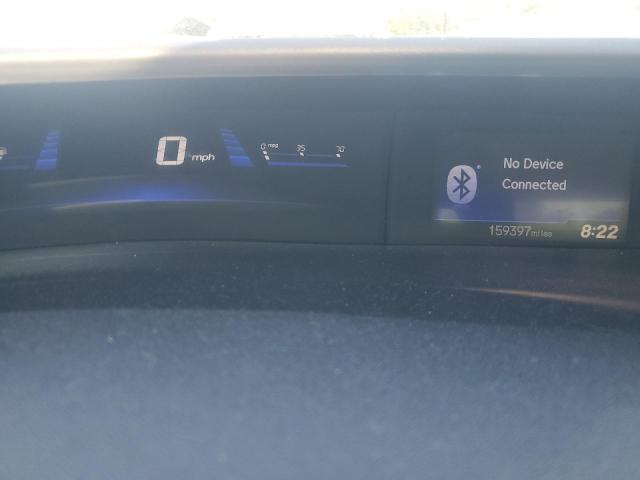 0 mph
0 mpg 35 70
No Device
Connected
159397 miles 8:22